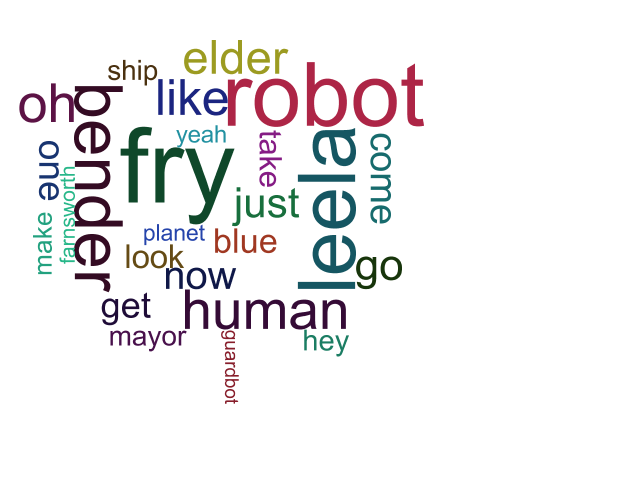 elder
ship
robot
like
oh
bender
fry
yeah
take
leela
come
one
farnsworth
just
make
planet
blue
look
now
go
get
human
mayor
guardbot
hey